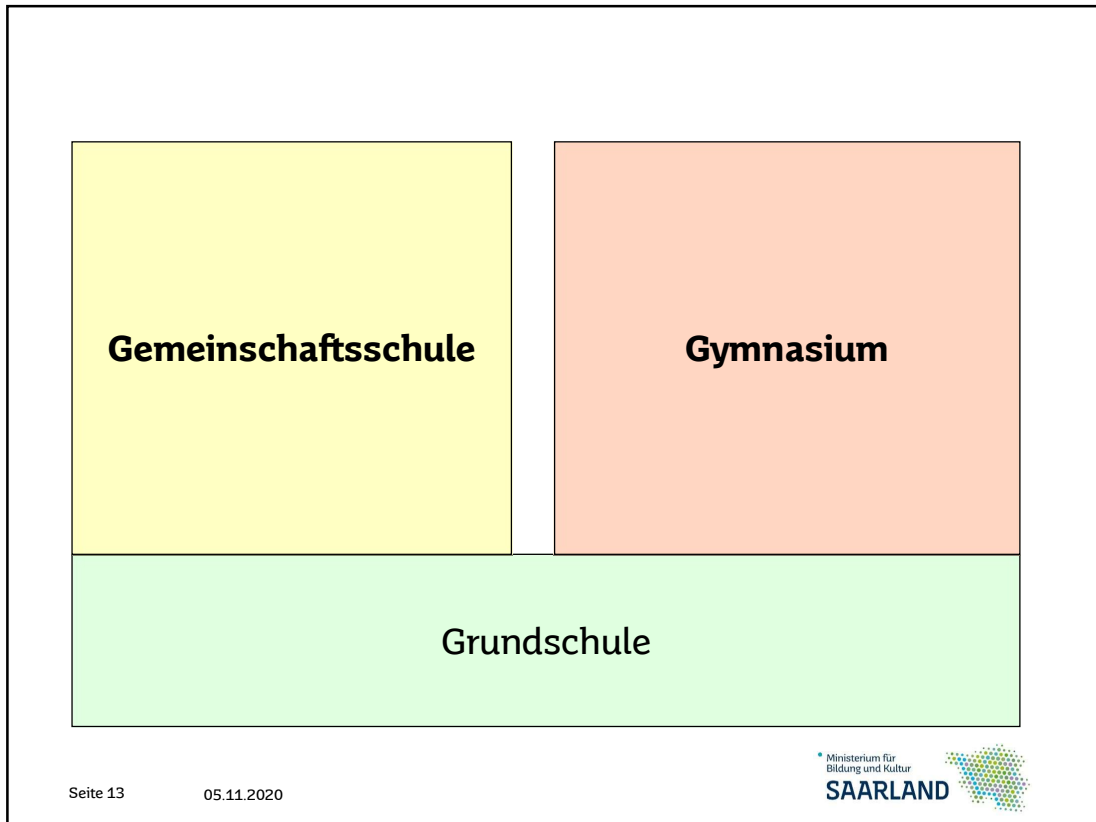 Gemeinschaftsschule
Gymnasium
Grundschule
Seite 13
05.11.2020
Ministerium für
Bildung und Kultur
SAARLAND